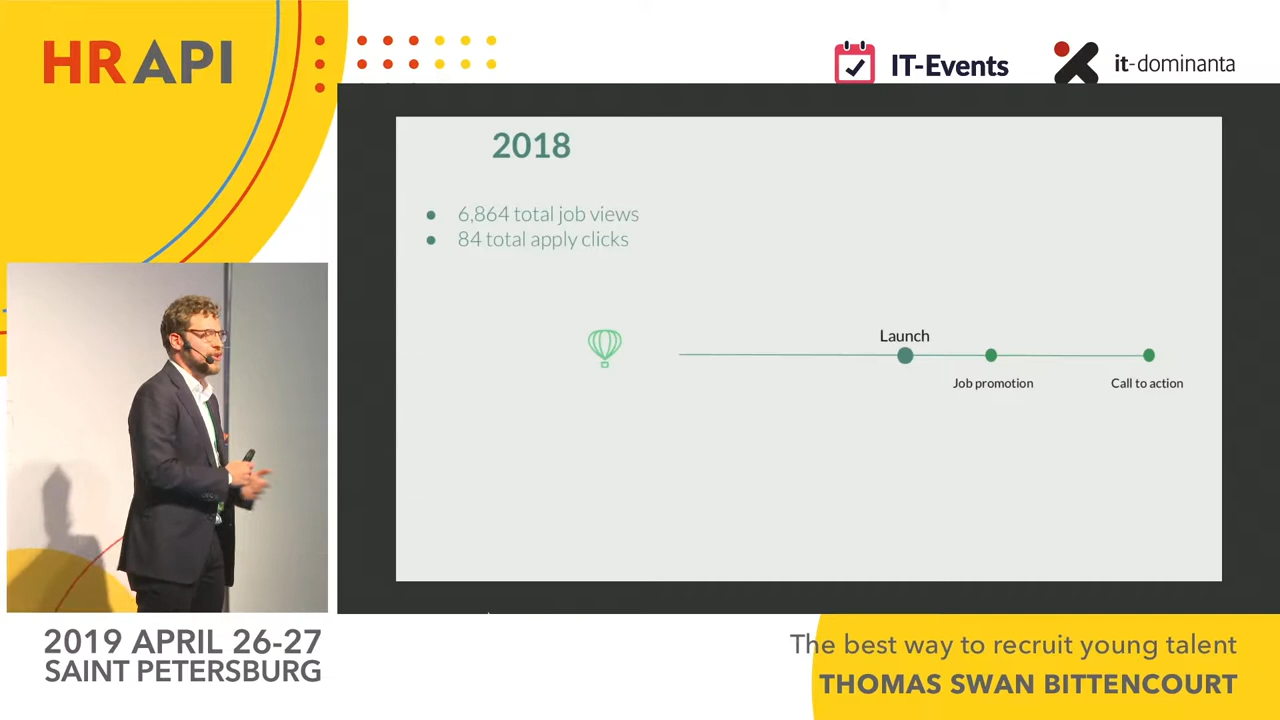 HR API
IT-Events
it-dominanta
2018
● 6,864 total job views
● 84 total apply clicks
Launch
Job promotion
Call to action
2019 APRIL 26-27
SAINT PETERSBURG
The best way to recruit young talent
THOMAS SWAN BITTENCOURT